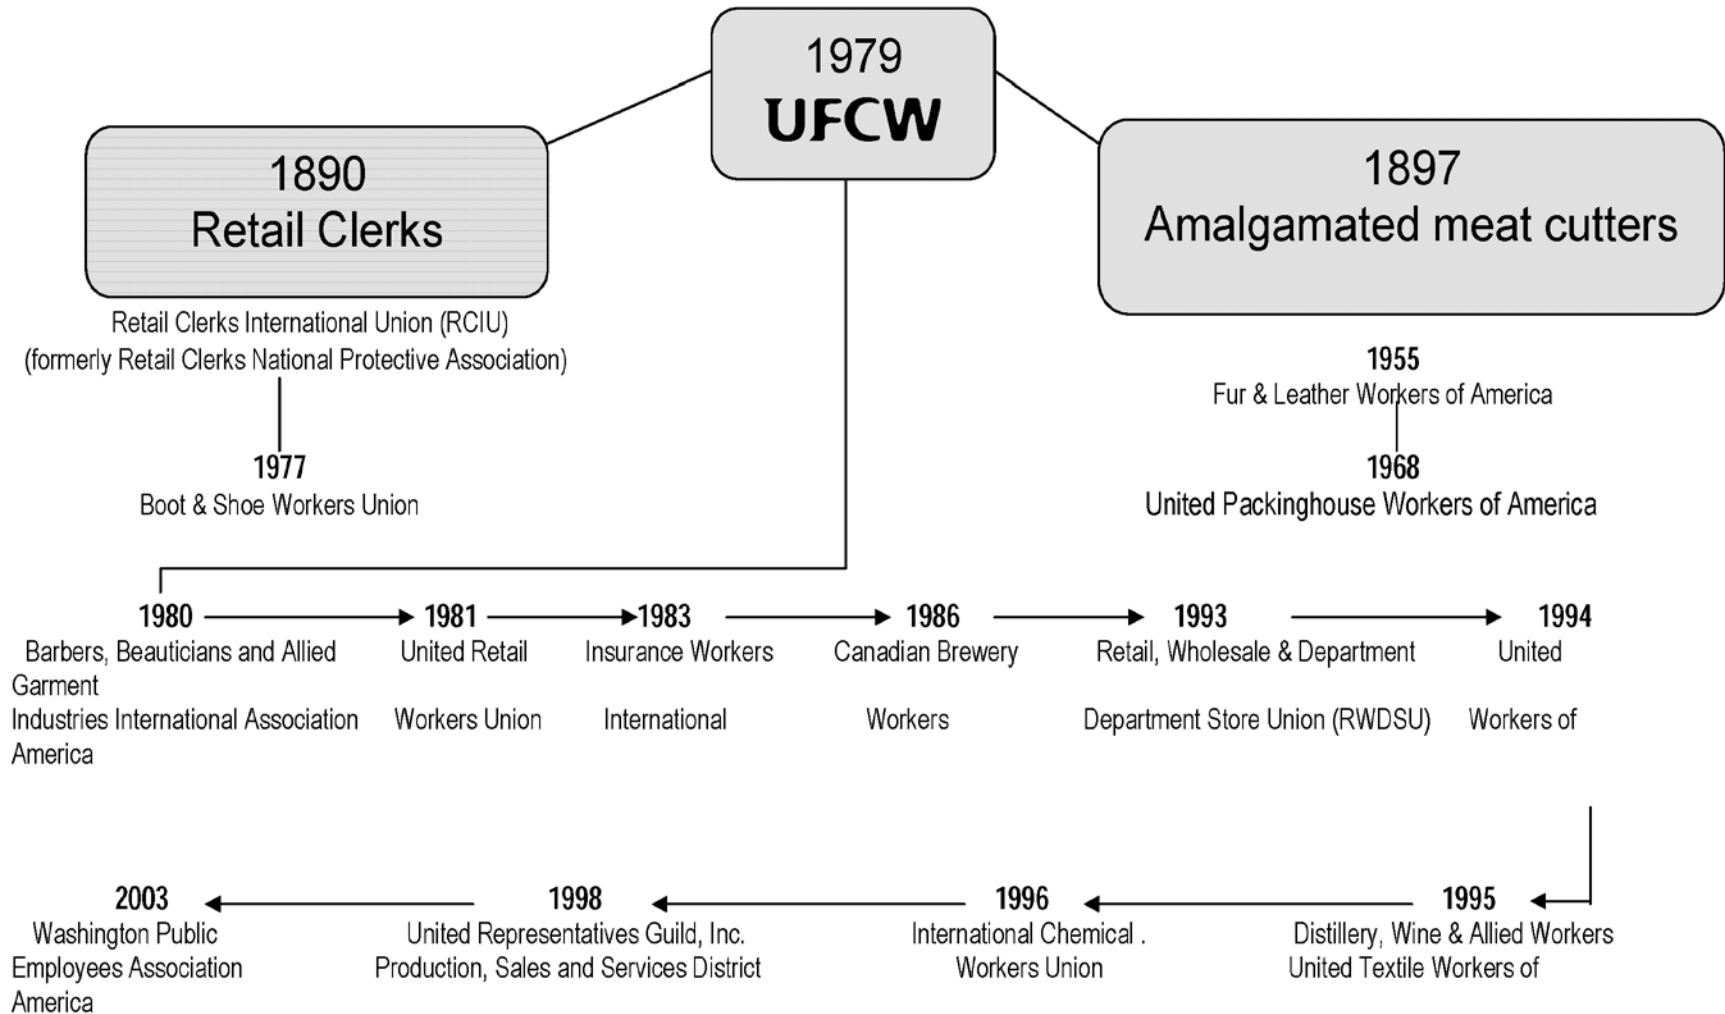 1979
UFCW
1890
Retail Clerks
1897
Amalgamated meat cutters
Retail Clerks International Union (RCIU)
(formerly Retail Clerks National Protective Association)
1977
Boot & Shoe Workers Union
1955
Fur & Leather Workers of America
1968
United Packinghouse Workers of America
1980 1981 1983 1986 1993 1994
Barbers, Beauticians and Allied United Retail Insurance Workers Canadian Brewery Retail, Wholesale & Department United
Garment
Industries International Association Workers Union International Workers Department Store Union (RWDSU) Workers of
America
2003 1998 1996 1995
Washington Public United Representatives Guild, Inc. International Chemical . Distillery, Wine & Allied Workers
Employees Association Production, Sales and Services District Workers Union United Textile Workers of
America